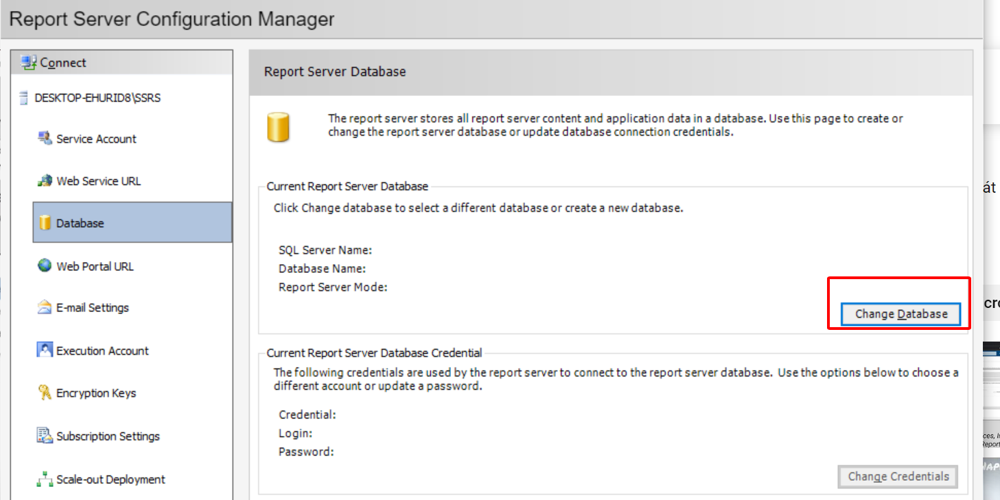 Report Server Configuration Manager
Connect
DESKTOP-EHURID8\SSRS
Service Account
Web Service URL
Database
Web Portal URL
E-mail Settings
Execution Account
Encryption Keys
Subscription Settings
Scale-out Deployment
Report Server Database
The report server stores all report server content and application data in a database. Use this page to create or
change the report server database or update database connection credentials.
Current Report Server Database
Click Change database to select a different database or create a new database.
SQL Server Name:
Database Name:
Report Server Mode:
Change Database
Current Report Server Database Credential
The following credentials are used by the report server to connect to the report server database. Use the options below to choose a
different account or update a password.
Credential:
Login:
Password:
Change Credentials
át